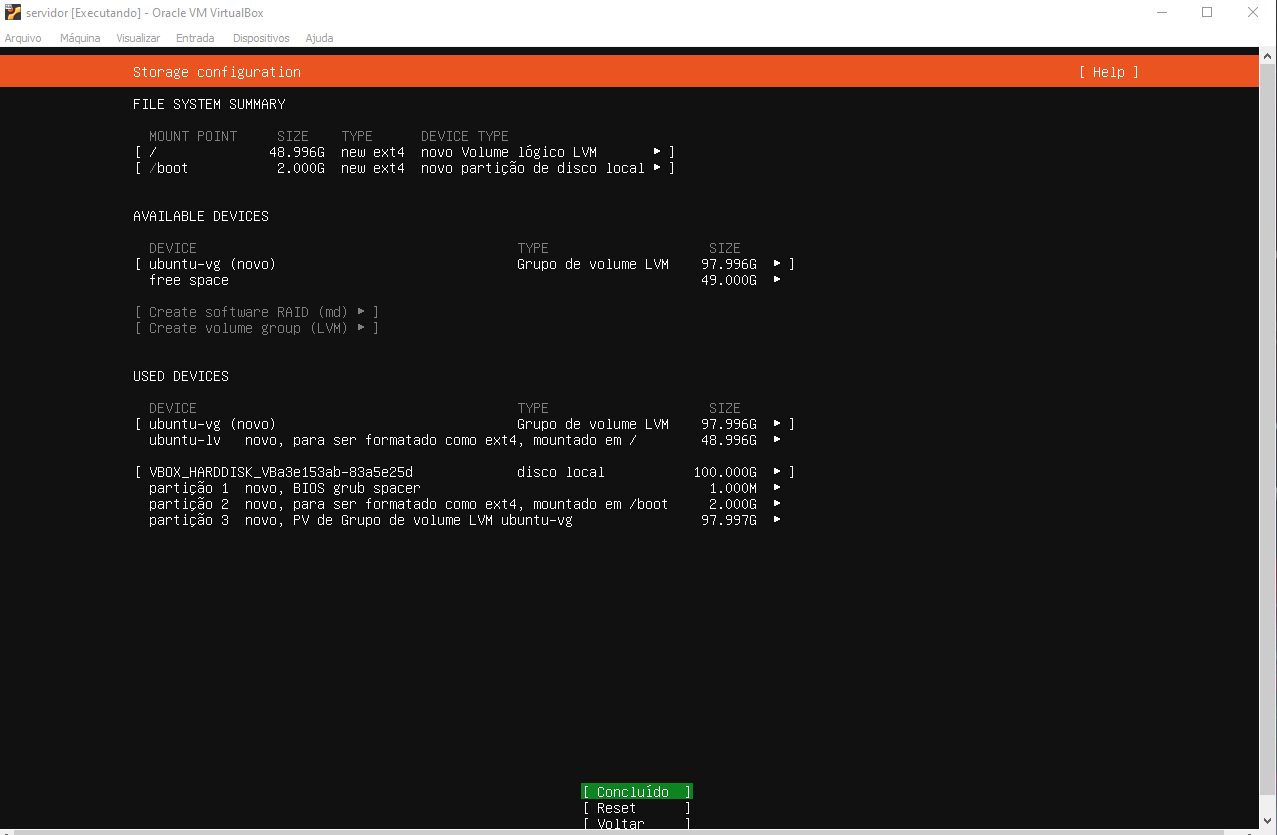 servidor [Executando] - Oracle VM VirtualBox
Arquivo Máquina Visualizar Entrada Dispositivos Ajuda
Storage configuration [ Help ]
FILE SYSTEM SUMMARY
MOUNT POINT SIZE TYPE DEVICE TYPE
[ / 48.996G new ext4 novo Volume lógico LVM ▸ ]
[ /boot 2.000G new ext4 novo partição de disco local ▸ ]
AVAILABLE DEVICES
DEVICE TYPE SIZE
[ ubuntu-vg (novo) Grupo de volume LVM 97.996G ▸ ]
free space 49.000G ▸
[ Create software RAID (md) ▸ ]
[ Create volume group (LVM) ▸ ]
USED DEVICES
DEVICE TYPE SIZE
[ ubuntu-vg (novo) Grupo de volume LVM 97.996G ▸ ]
ubuntu-lv novo, para ser formatado como ext4, mountado em / 48.996G ▸
[ VBOX_HARDDISK_VBa3e153ab-83a5e25d disco local 100.000G ▸ ]
partição 1 novo, BIOS grub spacer 1.000M ▸
partição 2 novo, para ser formatado como ext4, mountado em /boot 2.000G ▸
partição 3 novo, PV de Grupo de volume LVM ubuntu-vg 97.997G ▸
[ Concluído ]
[ Reset ]
[ Voltar ]